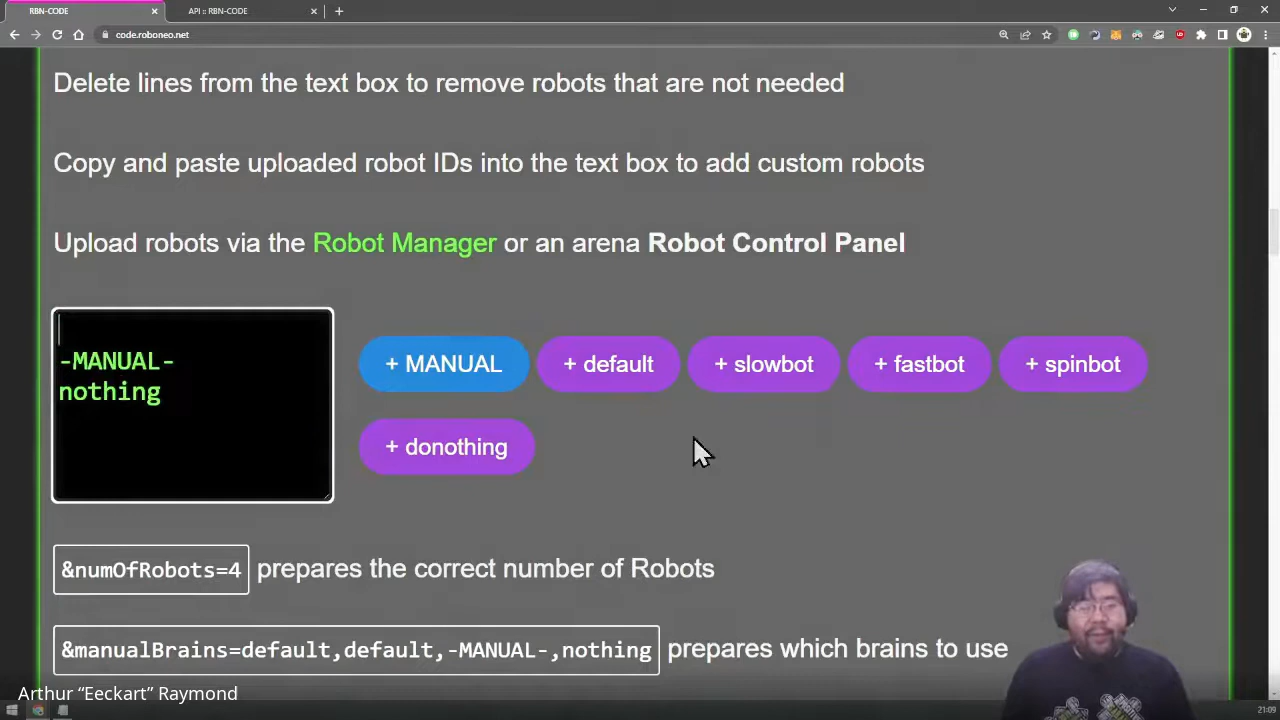 RBN-CODE
API :: RBN-CODE
code.roboneo.net
Delete lines from the text box to remove robots that are not needed
Copy and paste uploaded robot IDs into the text box to add custom robots
Upload robots via the Robot Manager or an arena Robot Control Panel
-MANUAL-
nothing
+ MANUAL
+ default
+ slowbot
+ fastbot
+ spinbot
+ donothing
&numOfRobots=4 prepares the correct number of Robots
&manualBrains=default,default,-MANUAL-,nothing prepares which brains to use
Arthur “Eeckart” Raymond
21:09